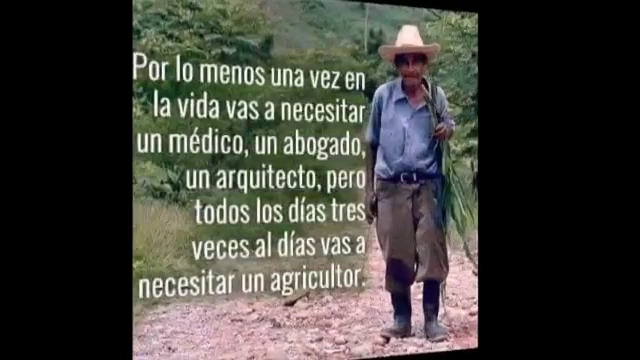 Por lo menos una vez en
la vida vas a necesitar
un médico, un abogado,
un arquitecto, pero
todos los días tres
veces al días vas a
necesitar un agricultor.